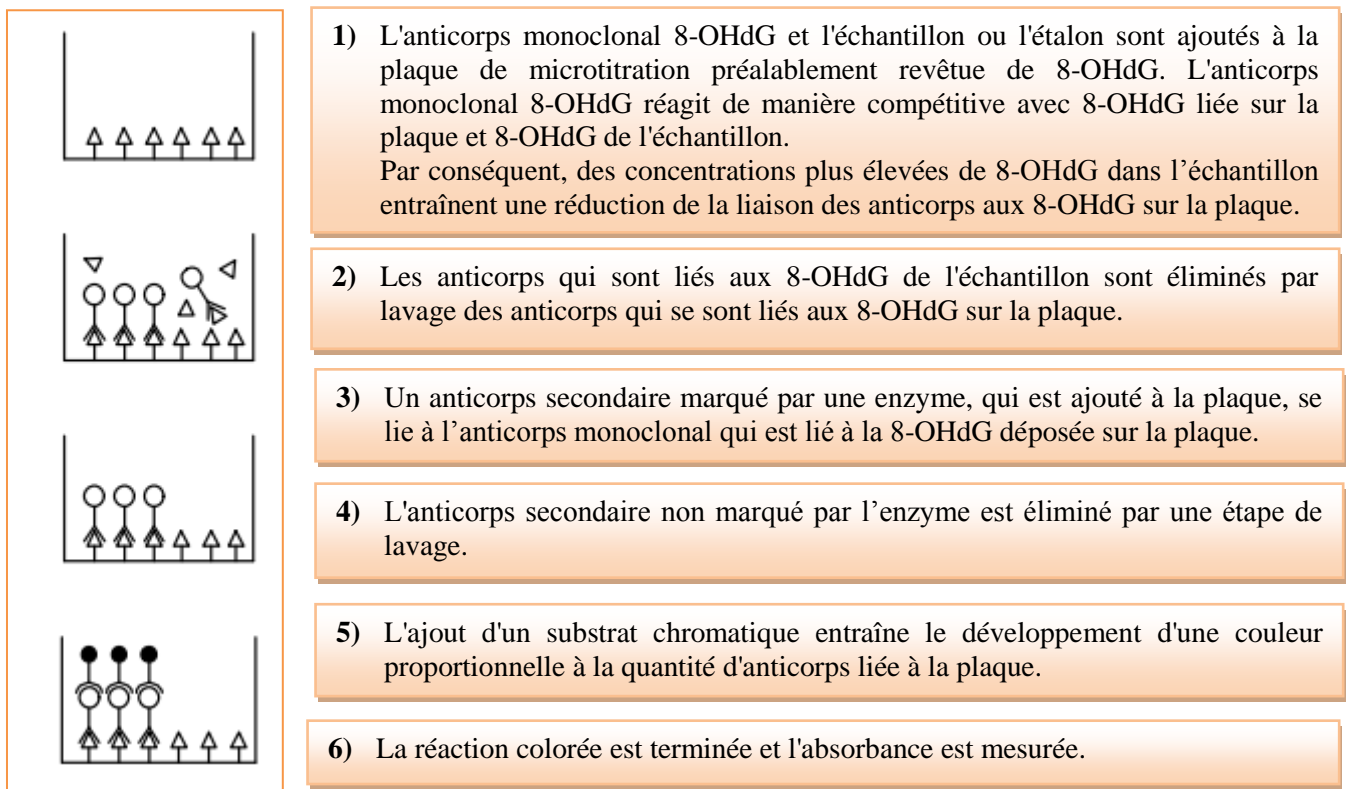 1) L'anticorps monoclonal 8-OHdG et l'échantillon ou l'étalon sont ajoutés à la
plaque de microtitration préalablement revêtue de 8-OHdG. L'anticorps
monoclonal 8-OHdG réagit de manière compétitive avec 8-OHdG liée sur la
plaque et 8-OHdG de l'échantillon.
Par conséquent, des concentrations plus élevées de 8-OHdG dans l’échantillon
entraînent une réduction de la liaison des anticorps aux 8-OHdG sur la plaque.
2) Les anticorps qui sont liés aux 8-OHdG de l'échantillon sont éliminés par
lavage des anticorps qui se sont liés aux 8-OHdG sur la plaque.
3) Un anticorps secondaire marqué par une enzyme, qui est ajouté à la plaque, se
lie à l’anticorps monoclonal qui est lié à la 8-OHdG déposée sur la plaque.
4) L'anticorps secondaire non marqué par l’enzyme est éliminé par une étape de
lavage.
5) L'ajout d'un substrat chromatique entraîne le développement d'une couleur
proportionnelle à la quantité d'anticorps liée à la plaque.
6) La réaction colorée est terminée et l'absorbance est mesurée.